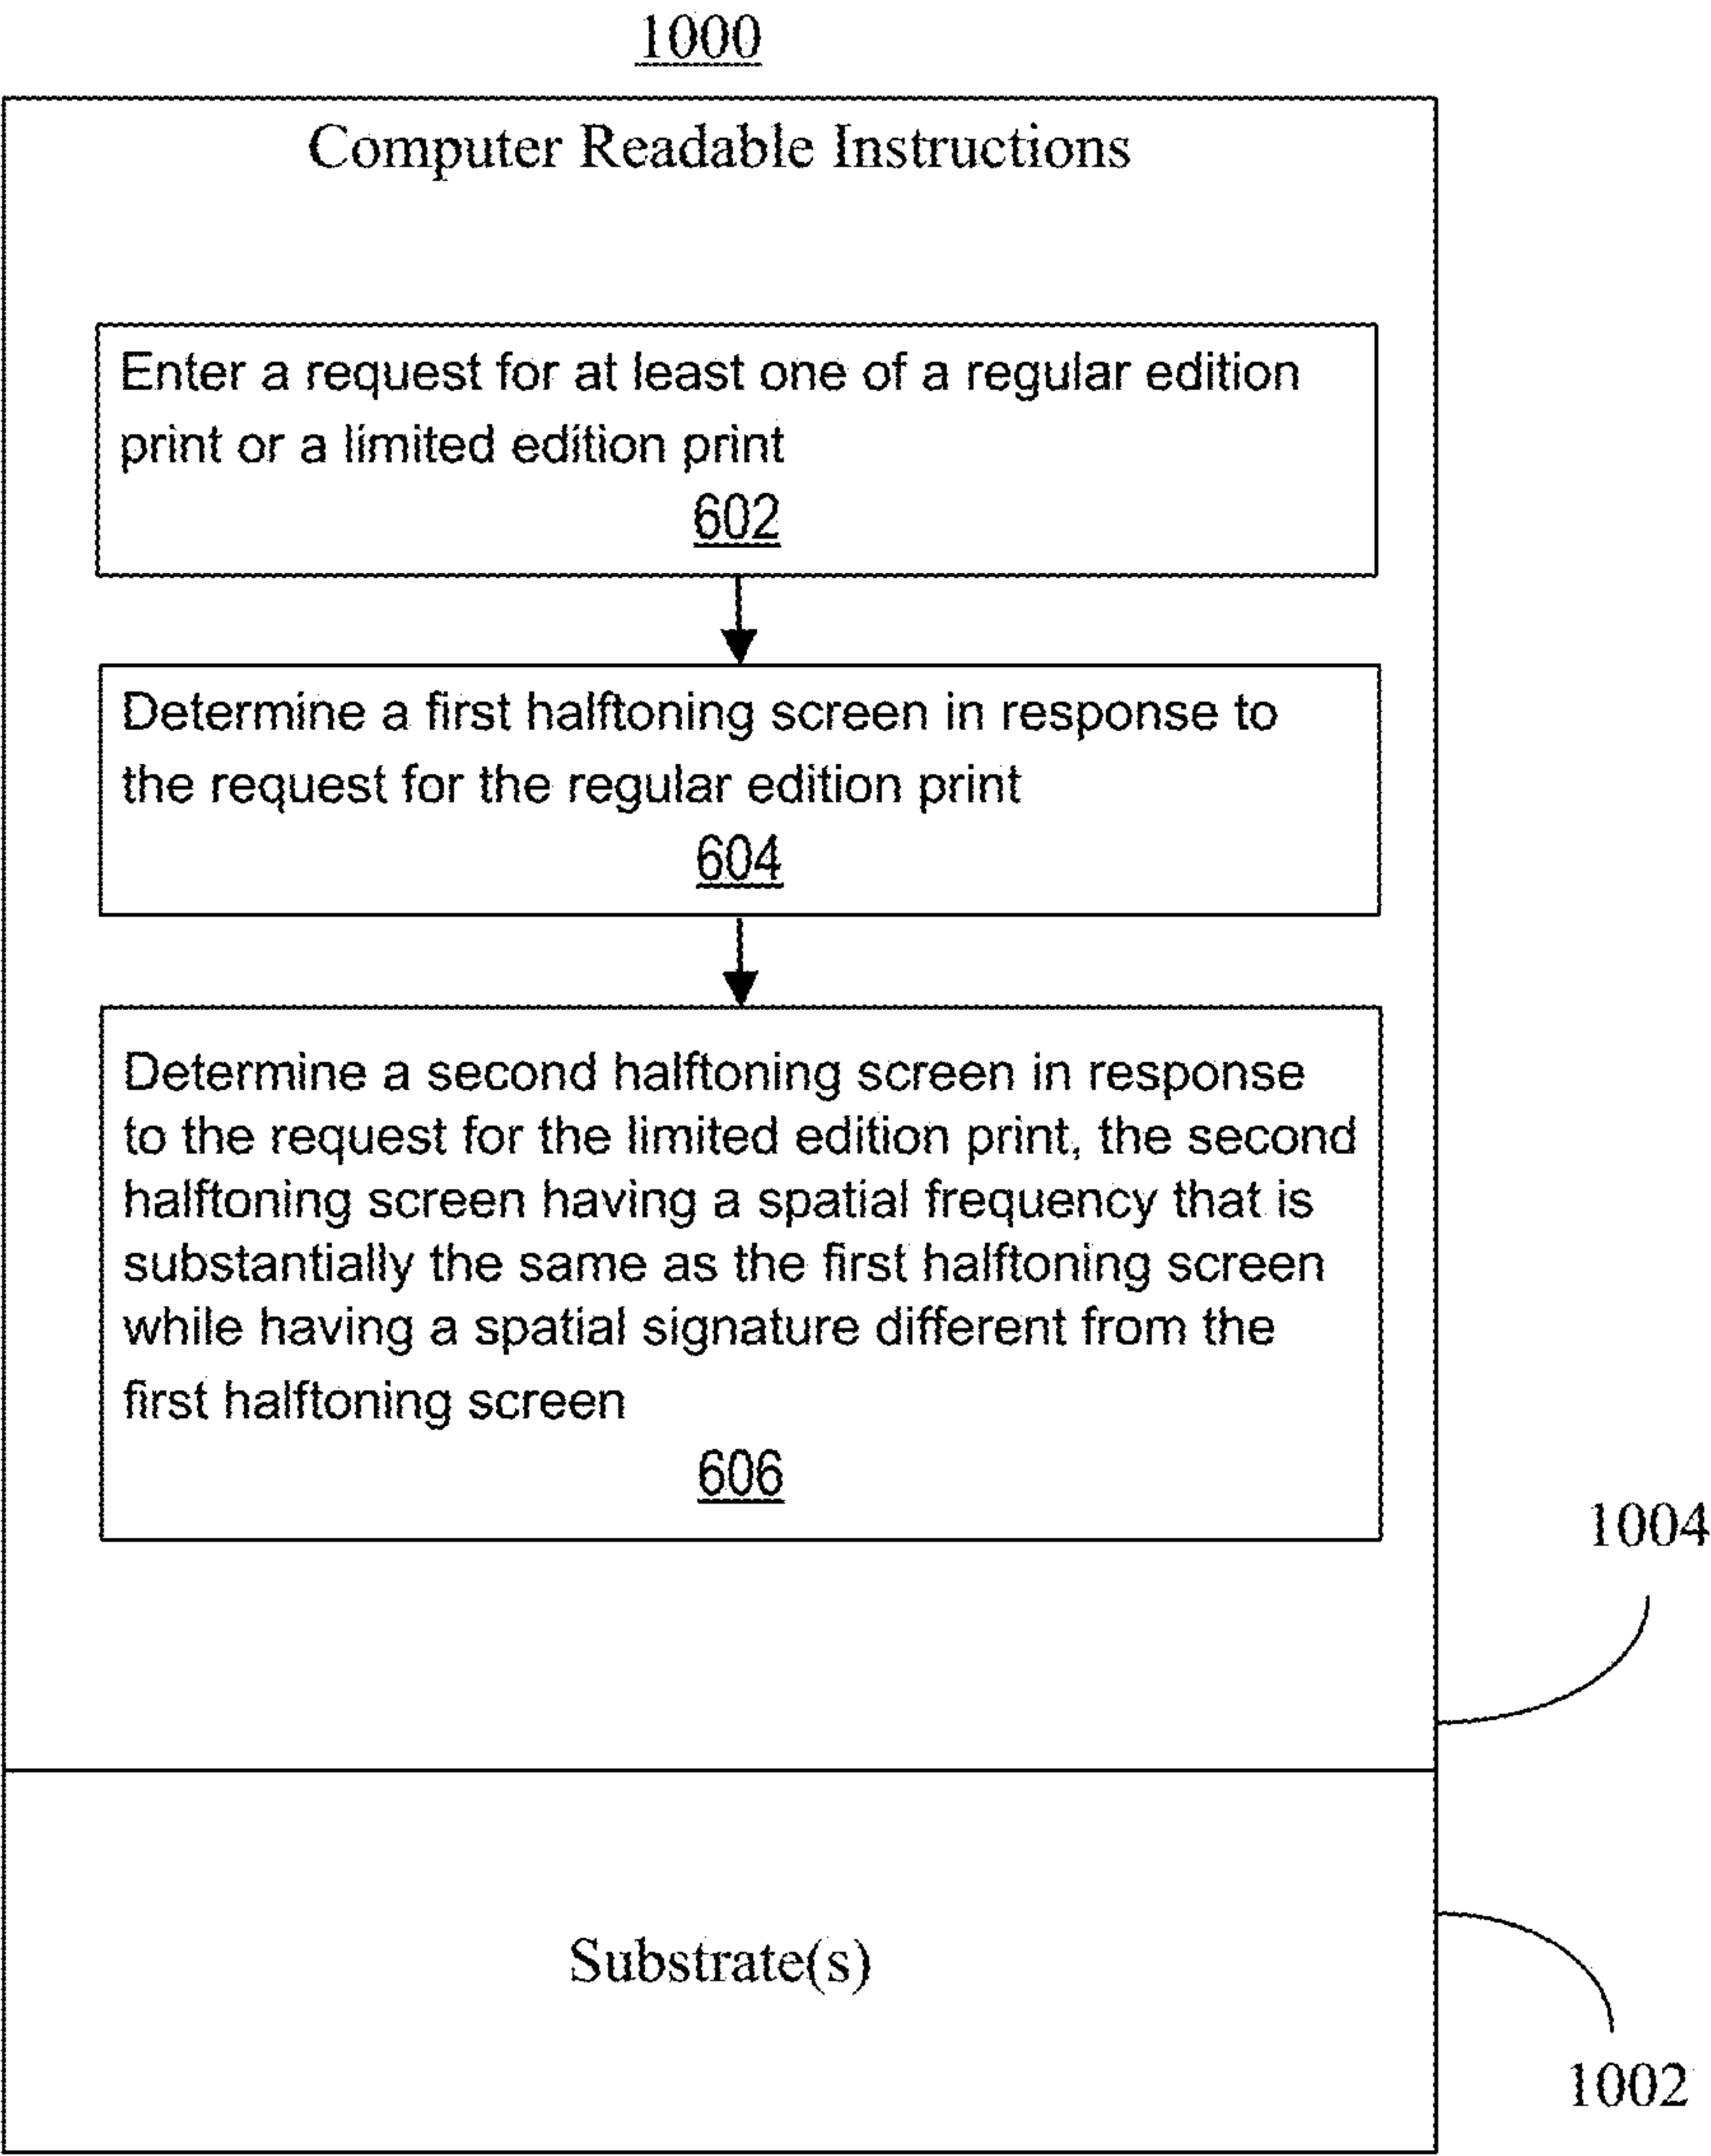 1000
Computer Readable Instructions
Enter a request for at least one of a regular edition
print or a limited edition print
602
Determine a first halftoning screen in response to
the request for the regular edition print
604
Determine a second halftoning screen in response
to the request for the limited edition print, the second
halftoning screen having a spatial frequency that is
substantially the same as the first halftoning screen
while having a spatial signature different from the
first halftoning screen
606
1004
Substrate(s)
1002